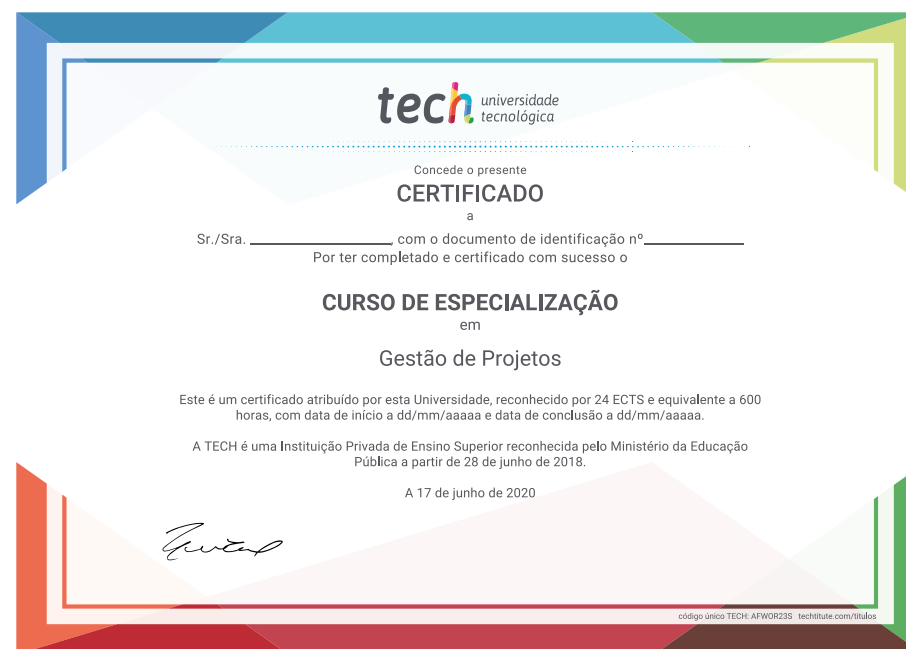 tech universidade
tecnológica
Concede o presente
CERTIFICADO
a
Sr./Sra. ________________, com o documento de identificação nº____________
Por ter completado e certificado com sucesso o
CURSO DE ESPECIALIZAÇÃO
em
Gestão de Projetos
Este é um certificado atribuído por esta Universidade, reconhecido por 24 ECTS e equivalente a 600
horas, com data de início a dd/mm/aaaaa e data de conclusão a dd/mm/aaaaa.
A TECH é uma Instituição Privada de Ensino Superior reconhecida pelo Ministério da Educação
Pública a partir de 28 de junho de 2018.
A 17 de junho de 2020
código único TECH: AFWOR23S techtitute.com/titulos